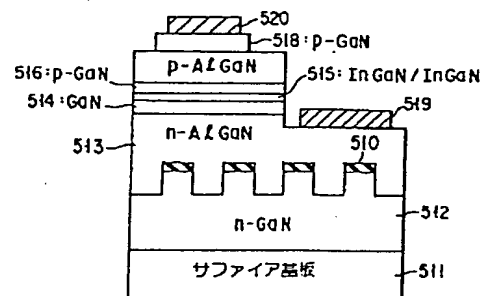 520
518:p-GaN
p-AlGaN
516:p-GaN
515:InGaN/InGaN
514:GaN
519
n-AlGaN
513
510
n-GaN
512
サファイア基板
511